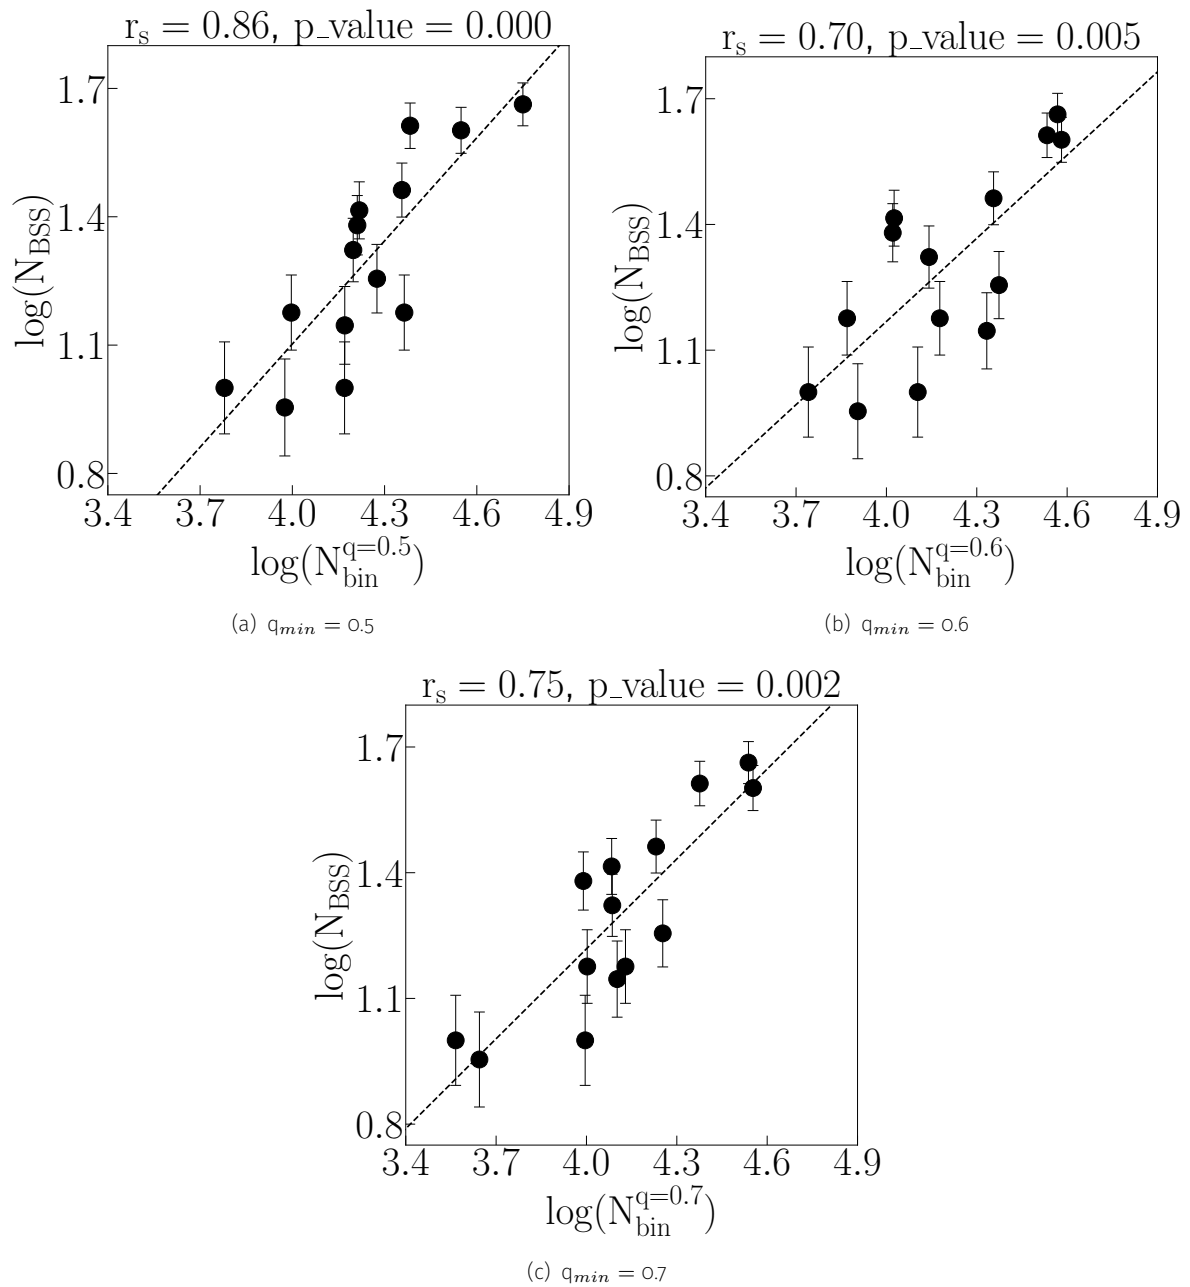 r_s = 0.86, p_value = 0.000
1.7
1.4
1.1
0.8
log(N_BSS)
3.4 3.7 4.0 4.3 4.6 4.9
log(N_bin^q=0.5)
(a) q_min = 0.5
r_s = 0.70, p_value = 0.005
1.7
1.4
1.1
0.8
log(N_BSS)
3.4 3.7 4.0 4.3 4.6 4.9
log(N_bin^q=0.6)
(b) q_min = 0.6
r_s = 0.75, p_value = 0.002
1.7
1.4
1.1
0.8
log(N_BSS)
3.4 3.7 4.0 4.3 4.6 4.9
log(N_bin^q=0.7)
(c) q_min = 0.7